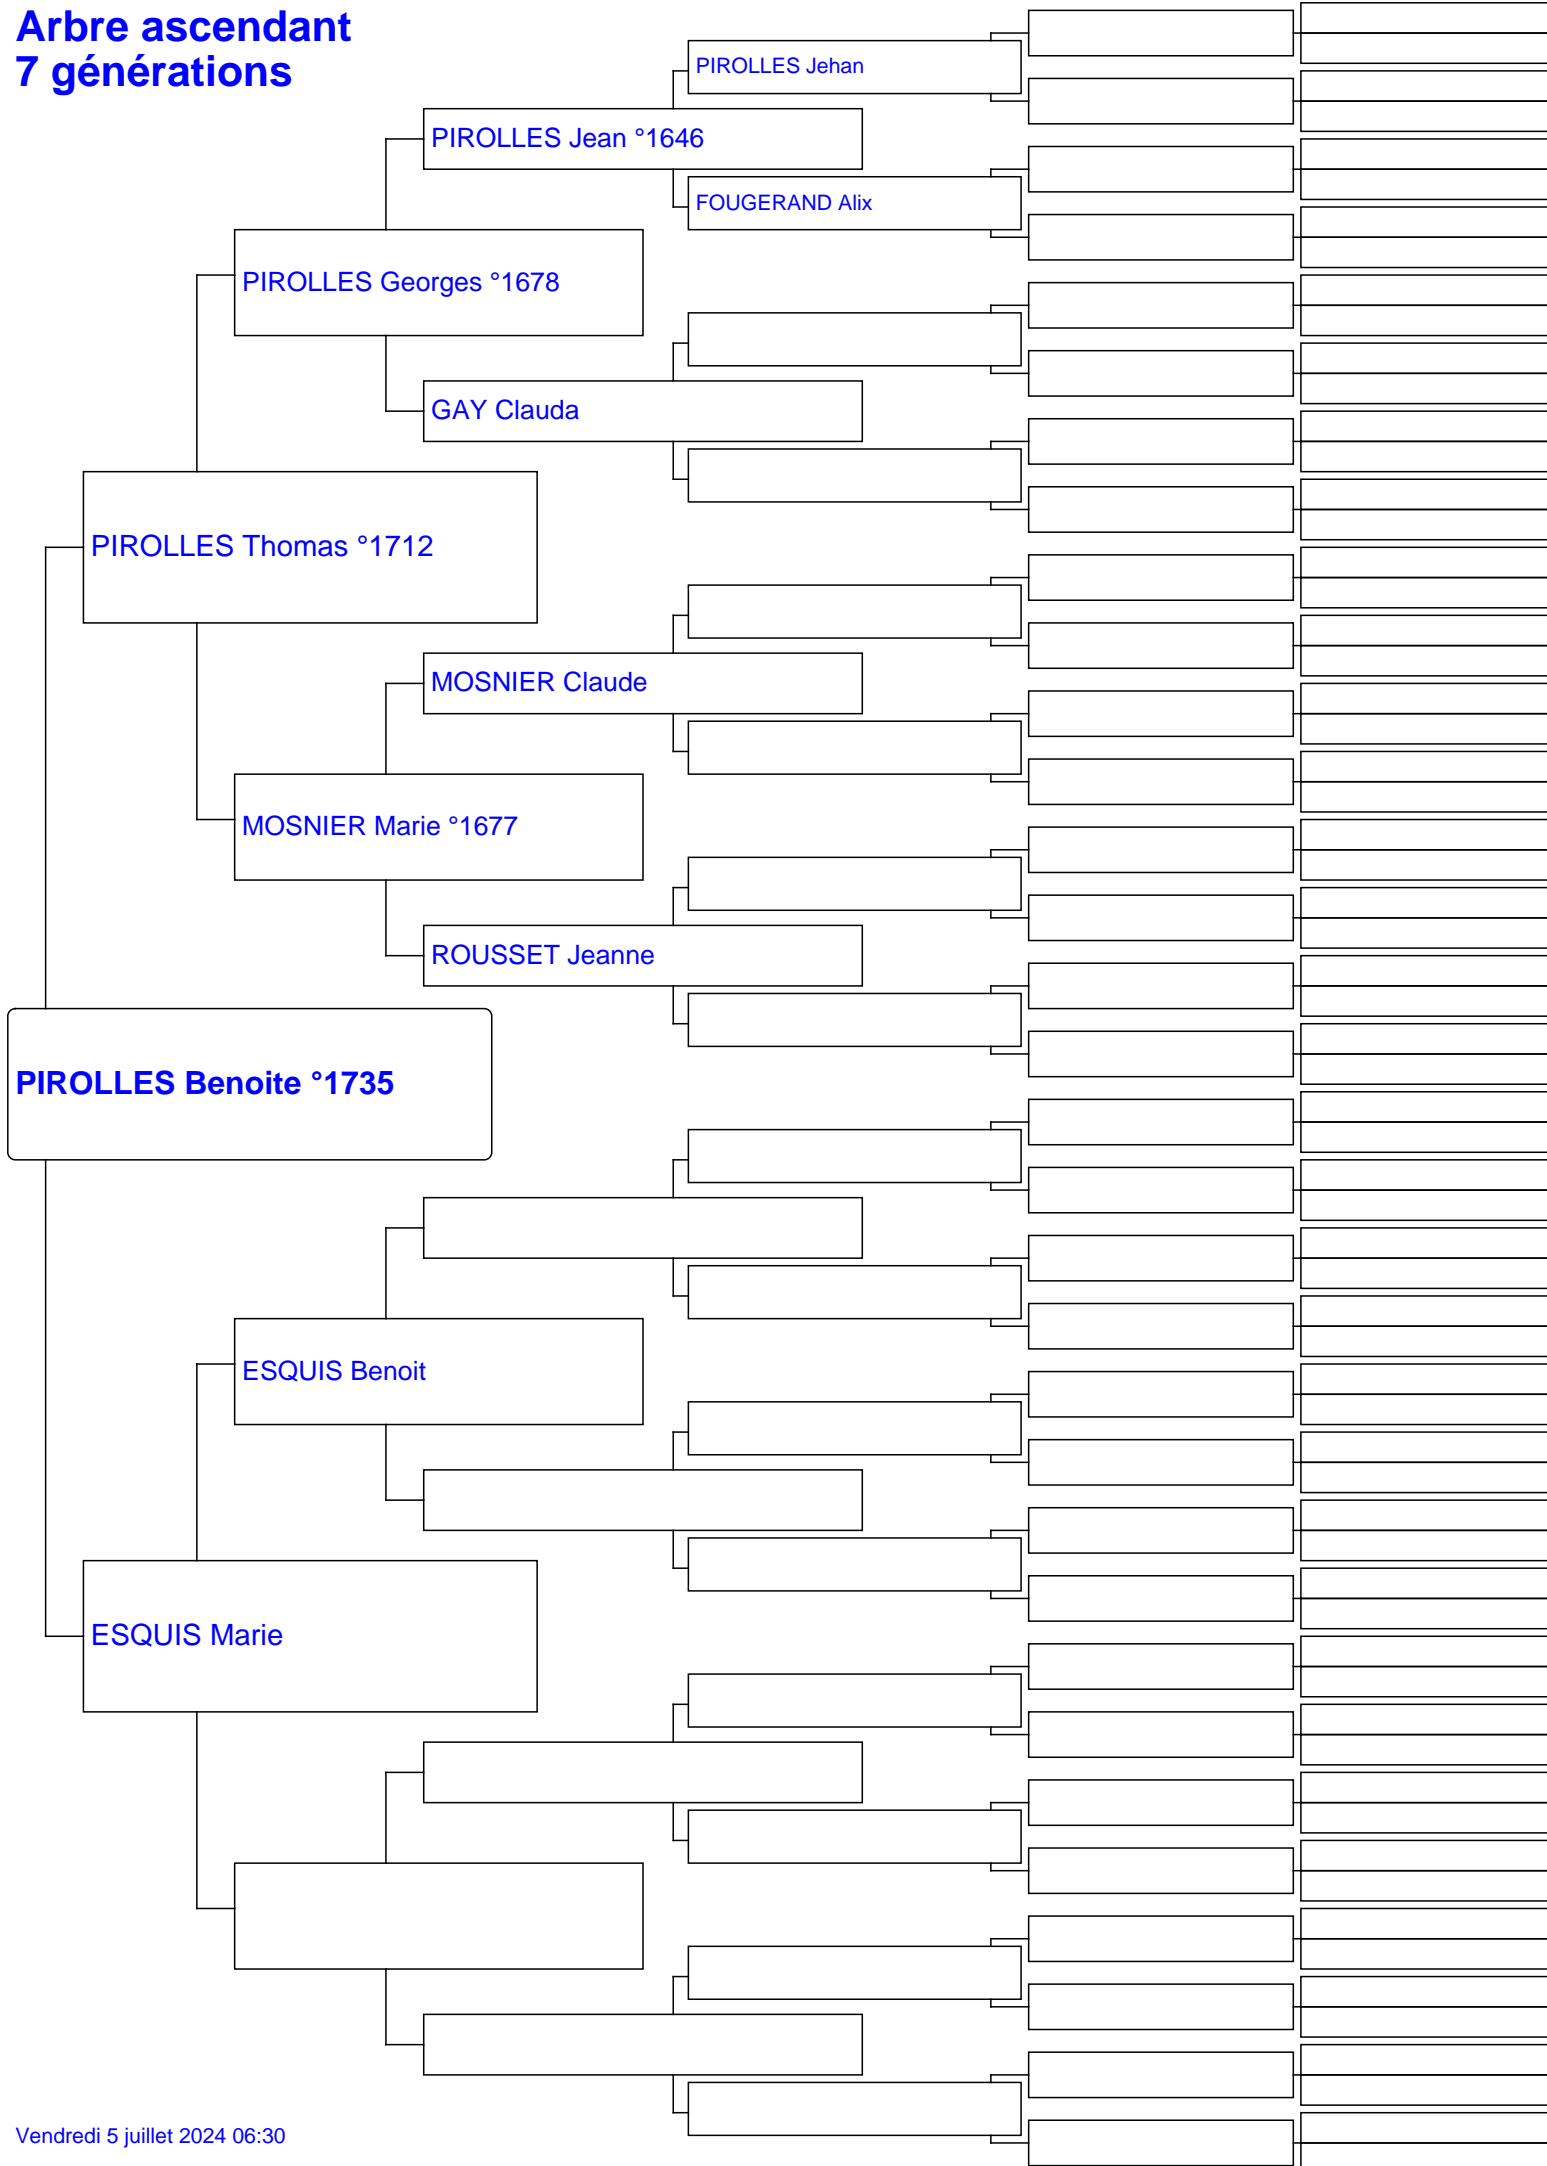 Arbre ascendant
7 générations
PIROLLES Jehan
PIROLLES Jean °1646
FOUGERAND Alix
PIROLLES Georges °1678
GAY Clauda
PIROLLES Thomas °1712
MOSNIER Claude
MOSNIER Marie °1677
ROUSSET Jeanne
PIROLLES Benoite °1735
ESQUIS Benoit
ESQUIS Marie
Vendredi 5 juillet 2024 06:30